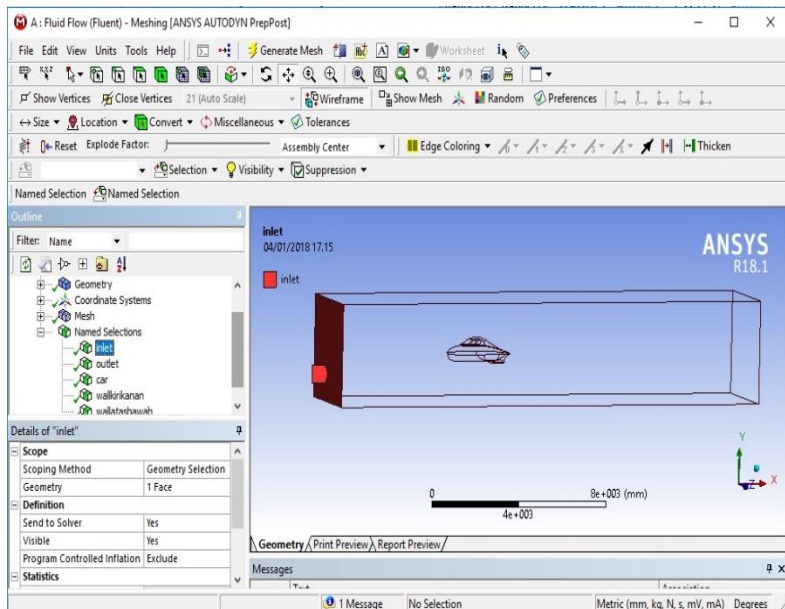 A : Fluid Flow (Fluent) - Meshing [ANSYS AUTODYN PrepPost]
File Edit View Units Tools Help Generate Mesh Worksheet
Show Vertices Close Vertices 21 (Auto Scale) Wireframe Show Mesh Random Preferences
Size Location Convert Miscellaneous Tolerances
Reset Explode Factor: Assembly Center Edge Coloring Thicken
Selection Visibility Suppression
Named Selection Named Selection
Outline
Filter: Name
Geometry
Coordinate Systems
Mesh
Named Selections
inlet
outlet
car
wallkirikanan
wallatasbawah
Details of "inlet"
Scope
Scoping Method Geometry Selection
Geometry 1 Face
Definition
Send to Solver Yes
Visible Yes
Program Controlled Inflation Exclude
Statistics
inlet
04/01/2018 17.15
inlet
ANSYS
R18.1
Y
X
Z
0 8e+003 (mm)
4e+003
Geometry Print Preview Report Preview
Messages
Text Association
1 Message No Selection Metric (mm, kg, N, s, mV, mA) Degrees